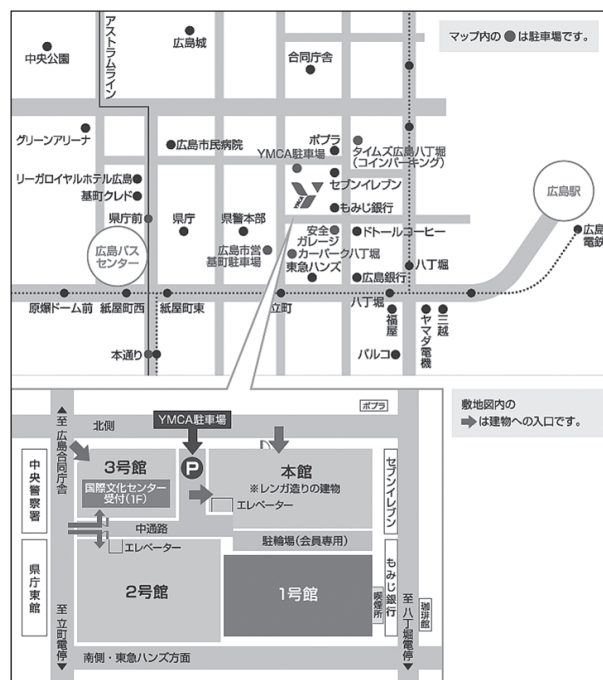 アストラムライン
中央公園
広島城
合同庁舎
マップ内の●は駐車場です。
グリーンアリーナ
広島市民病院
ポプラ
タイムズ広島八丁堀
(コインパーキング)
YMCA駐車場
リーガロイヤルホテル広島
基町クレド
セブンイレブン
もみじ銀行
広島駅
県庁前
県庁
県警本部
安全
ガレージ
ドトールコーヒー
広島
電鉄
広島バス
センター
広島市営
基町駐車場
カーパーク八丁堀
東急ハンズ
広島銀行
八丁堀
原爆ドーム前
紙屋町西
紙屋町東
立町
八丁堀
福屋
ヤマダ電機
三越
本通り
パルコ
至 広島合同庁舎
北側
YMCA駐車場
ポプラ
敷地図内の
➡は建物への入口です。
中央警察署
3号館
国際文化センター
受付(1F)
P
本館
※レンガ造りの建物
エレベーター
セブンイレブン
中通路
エレベーター
駐輪場(会員専用)
県庁東館
2号館
1号館
喫煙所
もみじ銀行
珈琲館
至 立町電停
至 八丁堀電停
南側・東急ハンズ方面